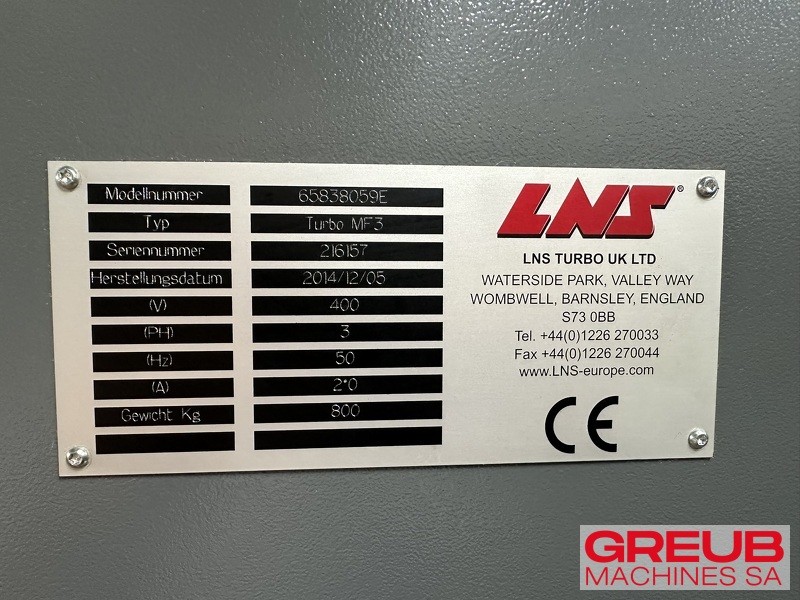 Modellnummer 65838059E
Typ Turbo MF3
Seriennummer 216157
Herstellungsdatum 2014/12/05
(V) 400
(PH) 3
(Hz) 50
(A) 2*0
Gewicht Kg 800
LNS®
LNS TURBO UK LTD
WATERSIDE PARK, VALLEY WAY
WOMBWELL, BARNSLEY, ENGLAND
S73 0BB
Tel. +44(0)1226 270033
Fax +44(0)1226 270044
www.LNS-europe.com
CE
GREUB
MACHINES SA